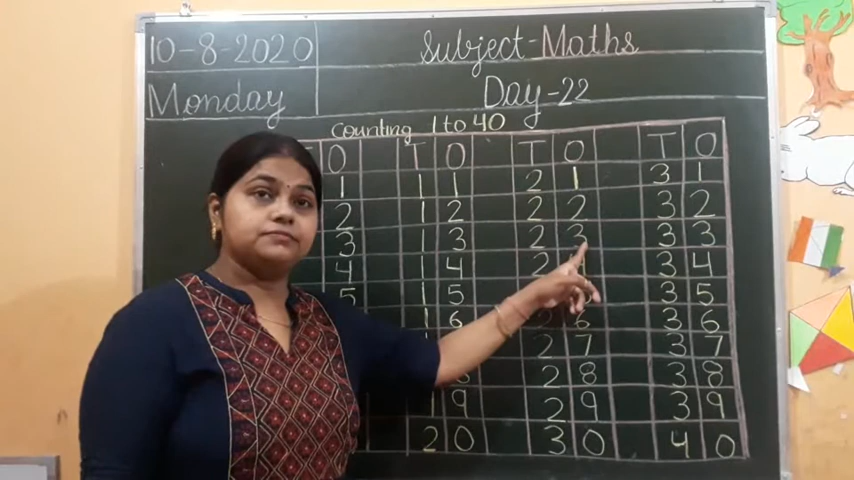 10-8-2020 Subject-Maths
Monday Day-22
Counting 1 to 40
O T O T O T O
1 1 1 2 1 3 1
2 1 2 2 2 3 2
3 1 3 2 3 3 3
4 1 4 2 4 3 4
5 1 5 3 5
6 6 3 6
2 7 3 7
8 2 8 3 8
1 9 2 9 3 9
2 0 3 0 4 0